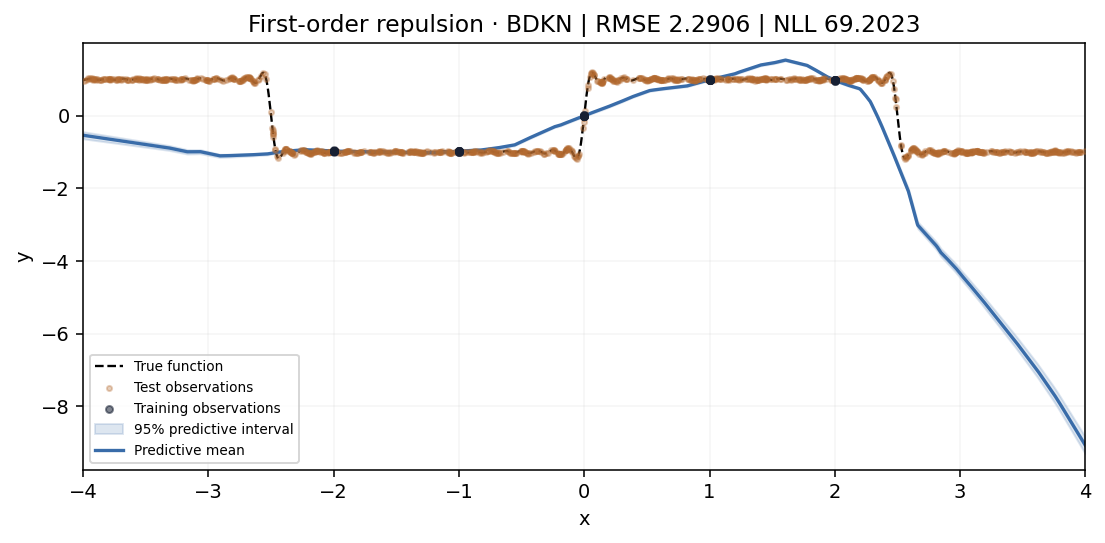 First-order repulsion · BDKN | RMSE 2.2906 | NLL 69.2023
y
0
−2
−4
−6
−8
True function
Test observations
Training observations
95% predictive interval
Predictive mean
−4 −3 −2 −1 0 1 2 3 4
x